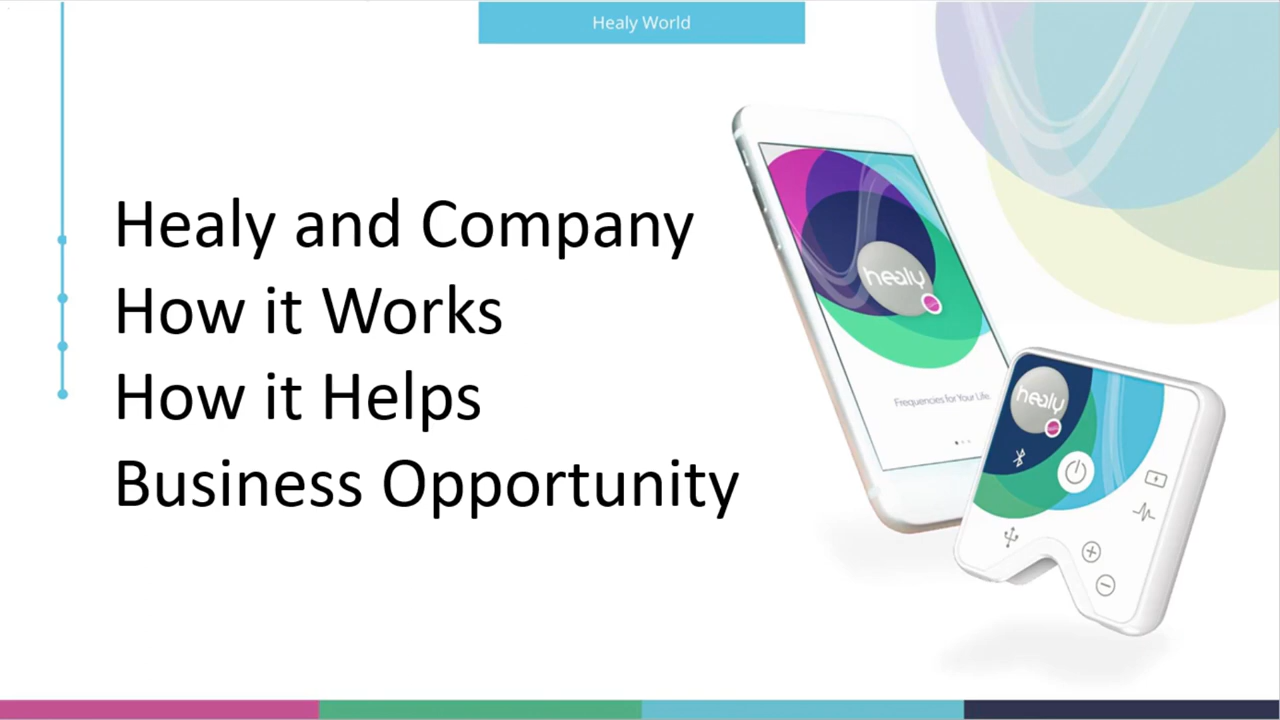 Healy World
Healy and Company
How it Works
How it Helps
Business Opportunity
healy
Frequencies for Your Life.
healy